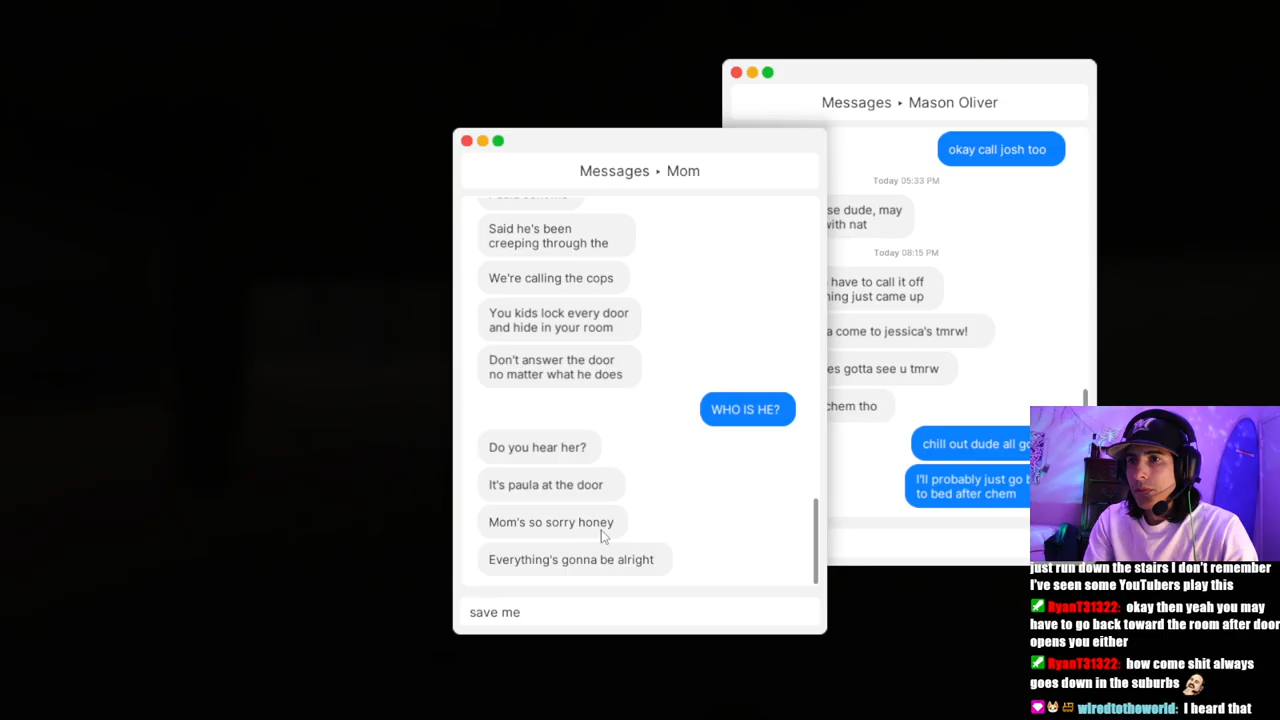 Messages ▸ Mason Oliver
okay call josh too
Today 05:33 PM
se dude, may
with nat
Today 08:15 PM
have to call it off
ning just came up
a come to jessica's tmrw!
es gotta see u tmrw
chem tho
chill out dude all go
I'll probably just go b
to bed after chem
Messages ▸ Mom
Said he's been
creeping through the
We're calling the cops
You kids lock every door
and hide in your room
Don't answer the door
no matter what he does
WHO IS HE?
Do you hear her?
It's paula at the door
Mom's so sorry honey
Everything's gonna be alright
save me
just run down the stairs I don't remember
I've seen some YouTubers play this
RyanT31322: okay then yeah you may
have to go back toward the room after door
opens you either
RyanT31322: how come shit always
goes down in the suburbs
wiredtotheworld: I heard that